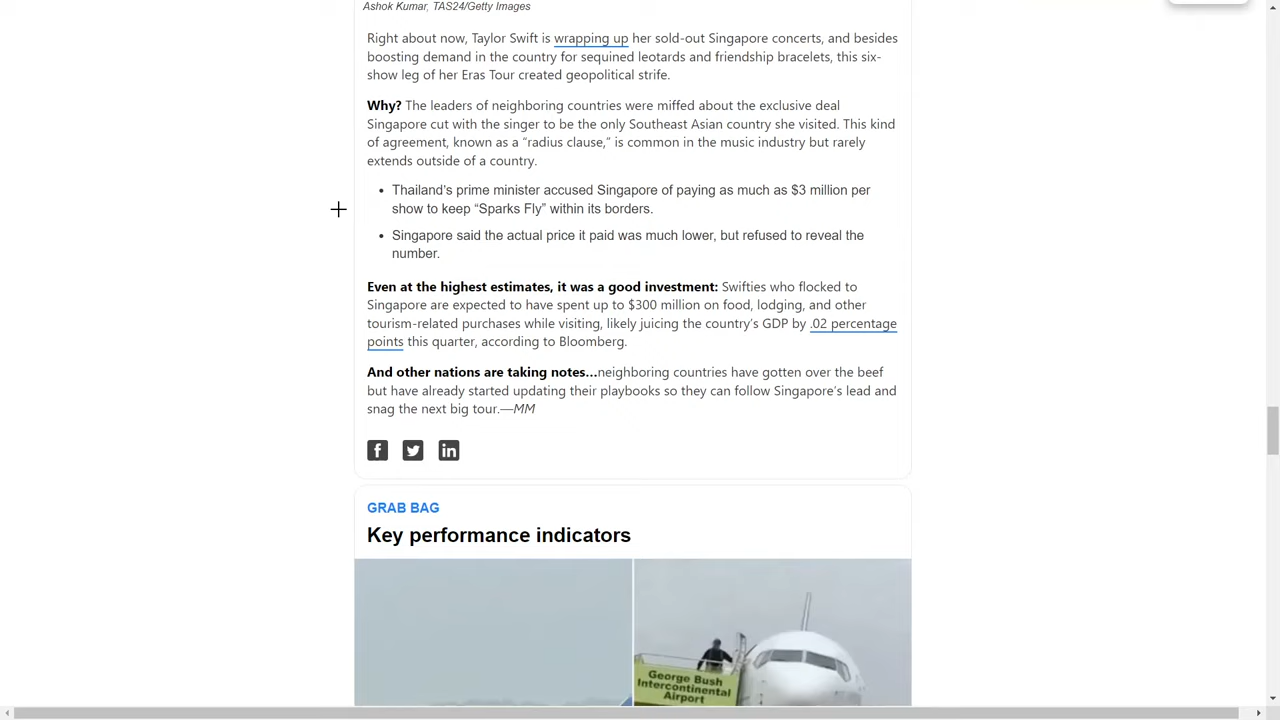 Ashok Kumar, TAS24/Getty Images
Right about now, Taylor Swift is wrapping up her sold-out Singapore concerts, and besides
boosting demand in the country for sequined leotards and friendship bracelets, this six-
show leg of her Eras Tour created geopolitical strife.
Why? The leaders of neighboring countries were miffed about the exclusive deal
Singapore cut with the singer to be the only Southeast Asian country she visited. This kind
of agreement, known as a “radius clause,” is common in the music industry but rarely
extends outside of a country.
• Thailand’s prime minister accused Singapore of paying as much as $3 million per
show to keep “Sparks Fly” within its borders.
• Singapore said the actual price it paid was much lower, but refused to reveal the
number.
Even at the highest estimates, it was a good investment: Swifties who flocked to
Singapore are expected to have spent up to $300 million on food, lodging, and other
tourism-related purchases while visiting, likely juicing the country’s GDP by .02 percentage
points this quarter, according to Bloomberg.
And other nations are taking notes…neighboring countries have gotten over the beef
but have already started updating their playbooks so they can follow Singapore’s lead and
snag the next big tour.—MM
GRAB BAG
Key performance indicators
George Bush
Intercontinental
Airport